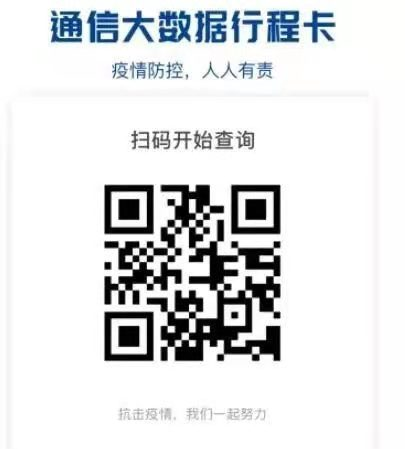 通信大数据行程卡
疫情防控，人人有责
扫码开始查询
抗击疫情，我们一起努力